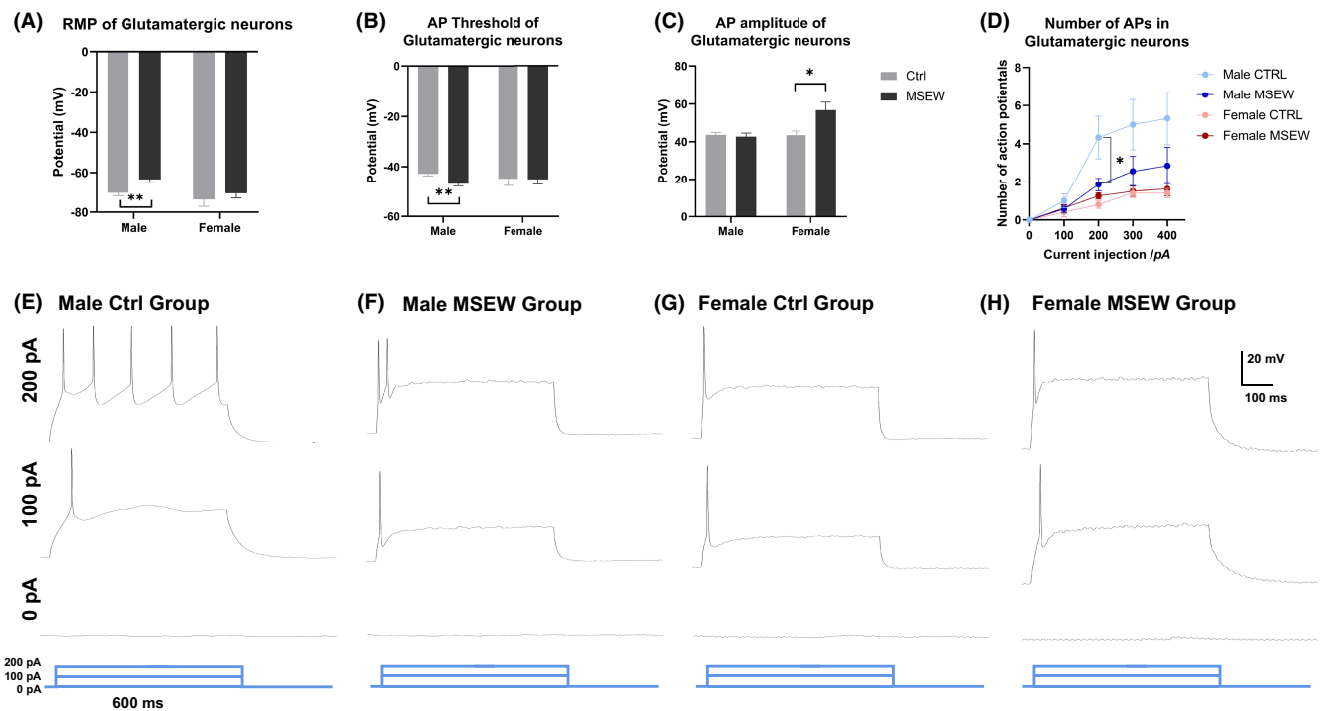 (A) RMP of Glutamatergic neurons
Potential (mV)
0
-20
-40
-60
-80
**
Male
Female
(B) AP Threshold of
Glutamatergic neurons
Potential (mV)
0
-20
-40
-60
**
Male
Female
(C) AP amplitude of
Glutamatergic neurons
Potential (mV)
80
60
40
20
0
*
Male
Female
Ctrl
MSEW
(D) Number of APs in
Glutamatergic neurons
Number of action potientals
8
6
4
2
0
*
0 100 200 300 400
Current injection /pA
Male CTRL
Male MSEW
Female CTRL
Female MSEW
(E) Male Ctrl Group
(F) Male MSEW Group
(G) Female Ctrl Group
(H) Female MSEW Group
200 pA
20 mV
100 ms
100 pA
0 pA
200 pA
100 pA
0 pA
600 ms